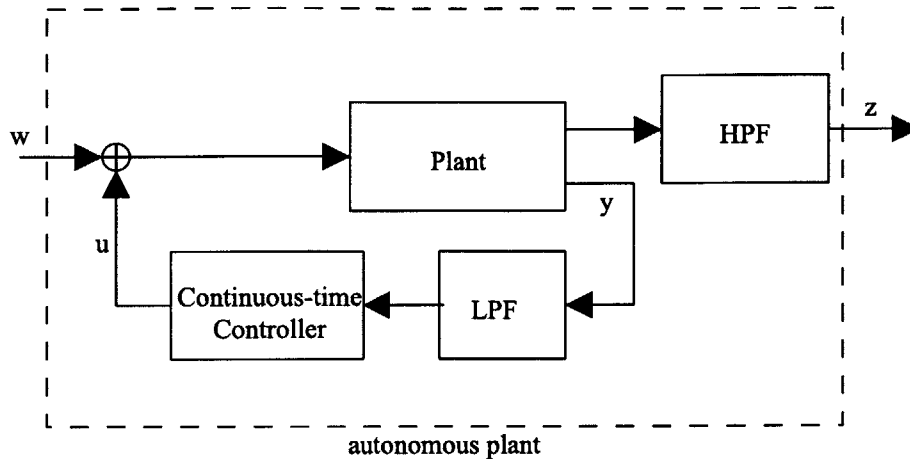 w
Plant
HPF
z
y
u
Continuous-time
Controller
LPF
autonomous plant